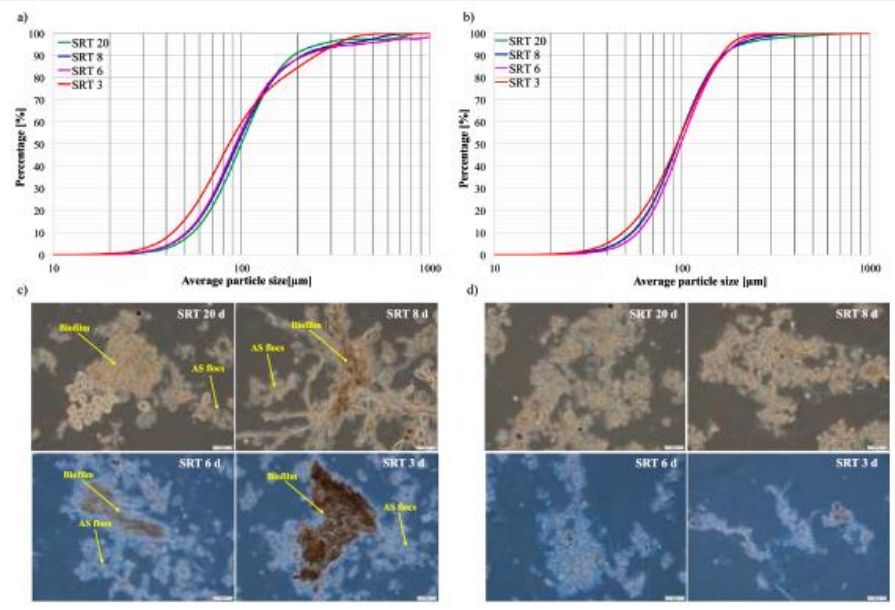 a)
Percentage [%]
100
90
80
70
60
50
40
30
20
10
0
SRT 20
SRT 8
SRT 6
SRT 3
10
100
1000
Average particle size[µm]
b)
Percentage [%]
100
90
80
70
60
50
40
30
20
10
0
SRT 20
SRT 8
SRT 6
SRT 3
10
100
1000
Average particle size [µm]
c)
SRT 20 d
Biofilm
AS flocs
SRT 8 d
Biofilm
AS flocs
SRT 6 d
Biofilm
AS flocs
SRT 3 d
Biofilm
AS flocs
d)
SRT 20 d
SRT 8 d
SRT 6 d
SRT 3 d